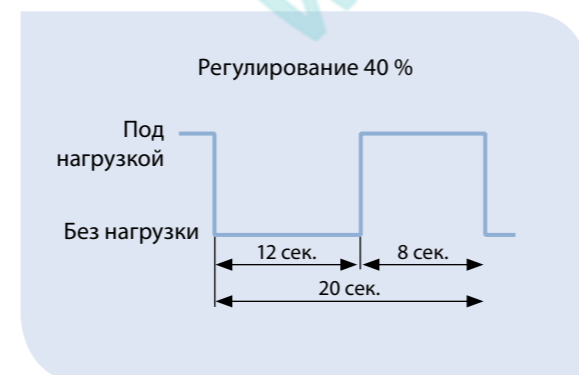 Регулирование 40 %
Под
нагрузкой
Без нагрузки
12 сек.
8 сек.
20 сек.